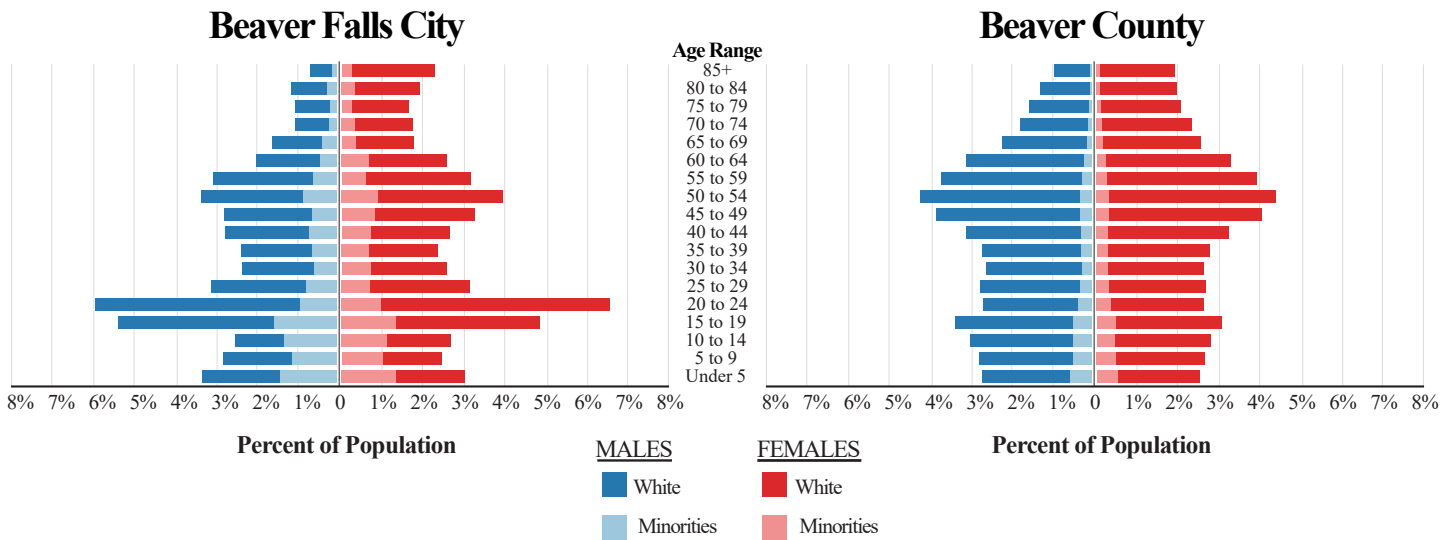 Beaver Falls City
Beaver County
Age Range
85+
80 to 84
75 to 79
70 to 74
65 to 69
60 to 64
55 to 59
50 to 54
45 to 49
40 to 44
35 to 39
30 to 34
25 to 29
20 to 24
15 to 19
10 to 14
5 to 9
Under 5
8% 7% 6% 5% 4% 3% 2% 1% 0 1% 2% 3% 4% 5% 6% 7% 8%
8% 7% 6% 5% 4% 3% 2% 1% 0 1% 2% 3% 4% 5% 6% 7% 8%
Percent of Population
Percent of Population
MALES
FEMALES
White
White
Minorities
Minorities